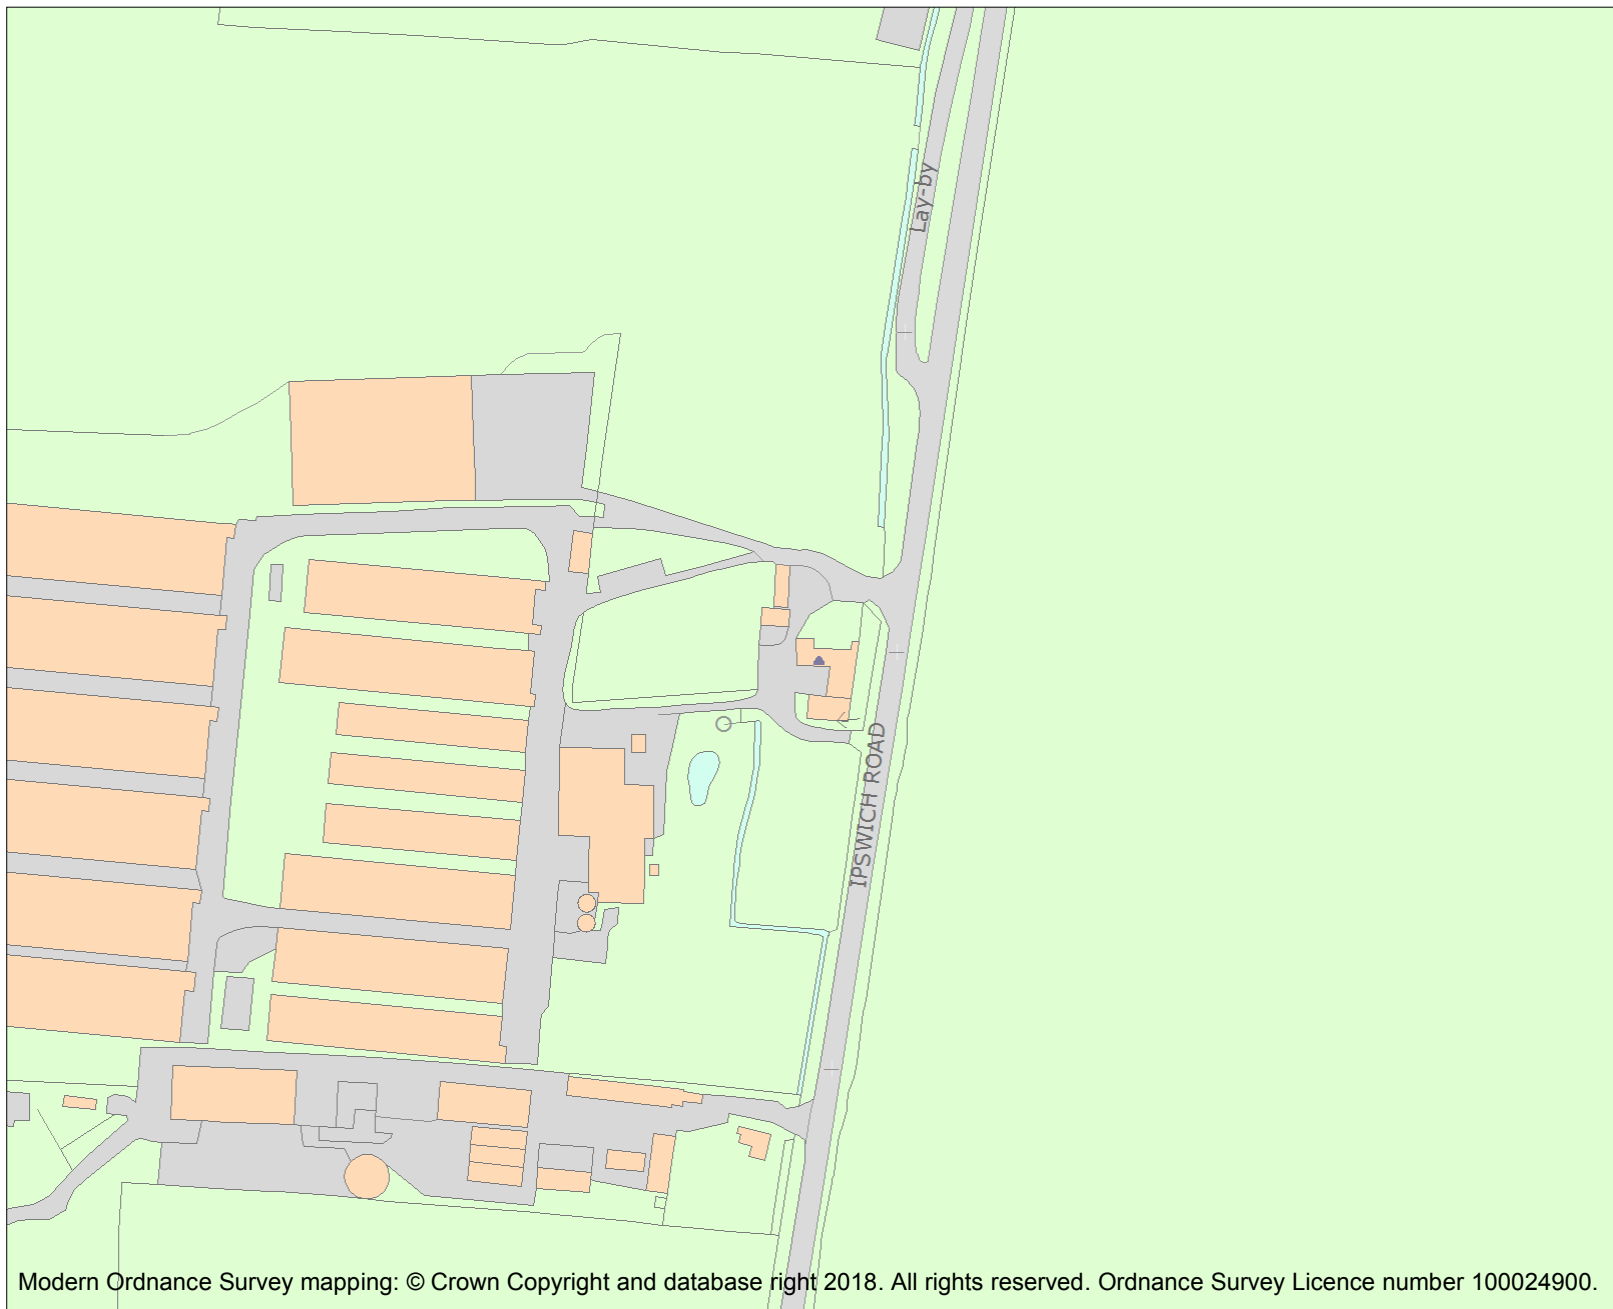 Lay-by
IPSWICH ROAD
Modern Ordnance Survey mapping: © Crown Copyright and database right 2018. All rights reserved. Ordnance Survey Licence number 100024900.